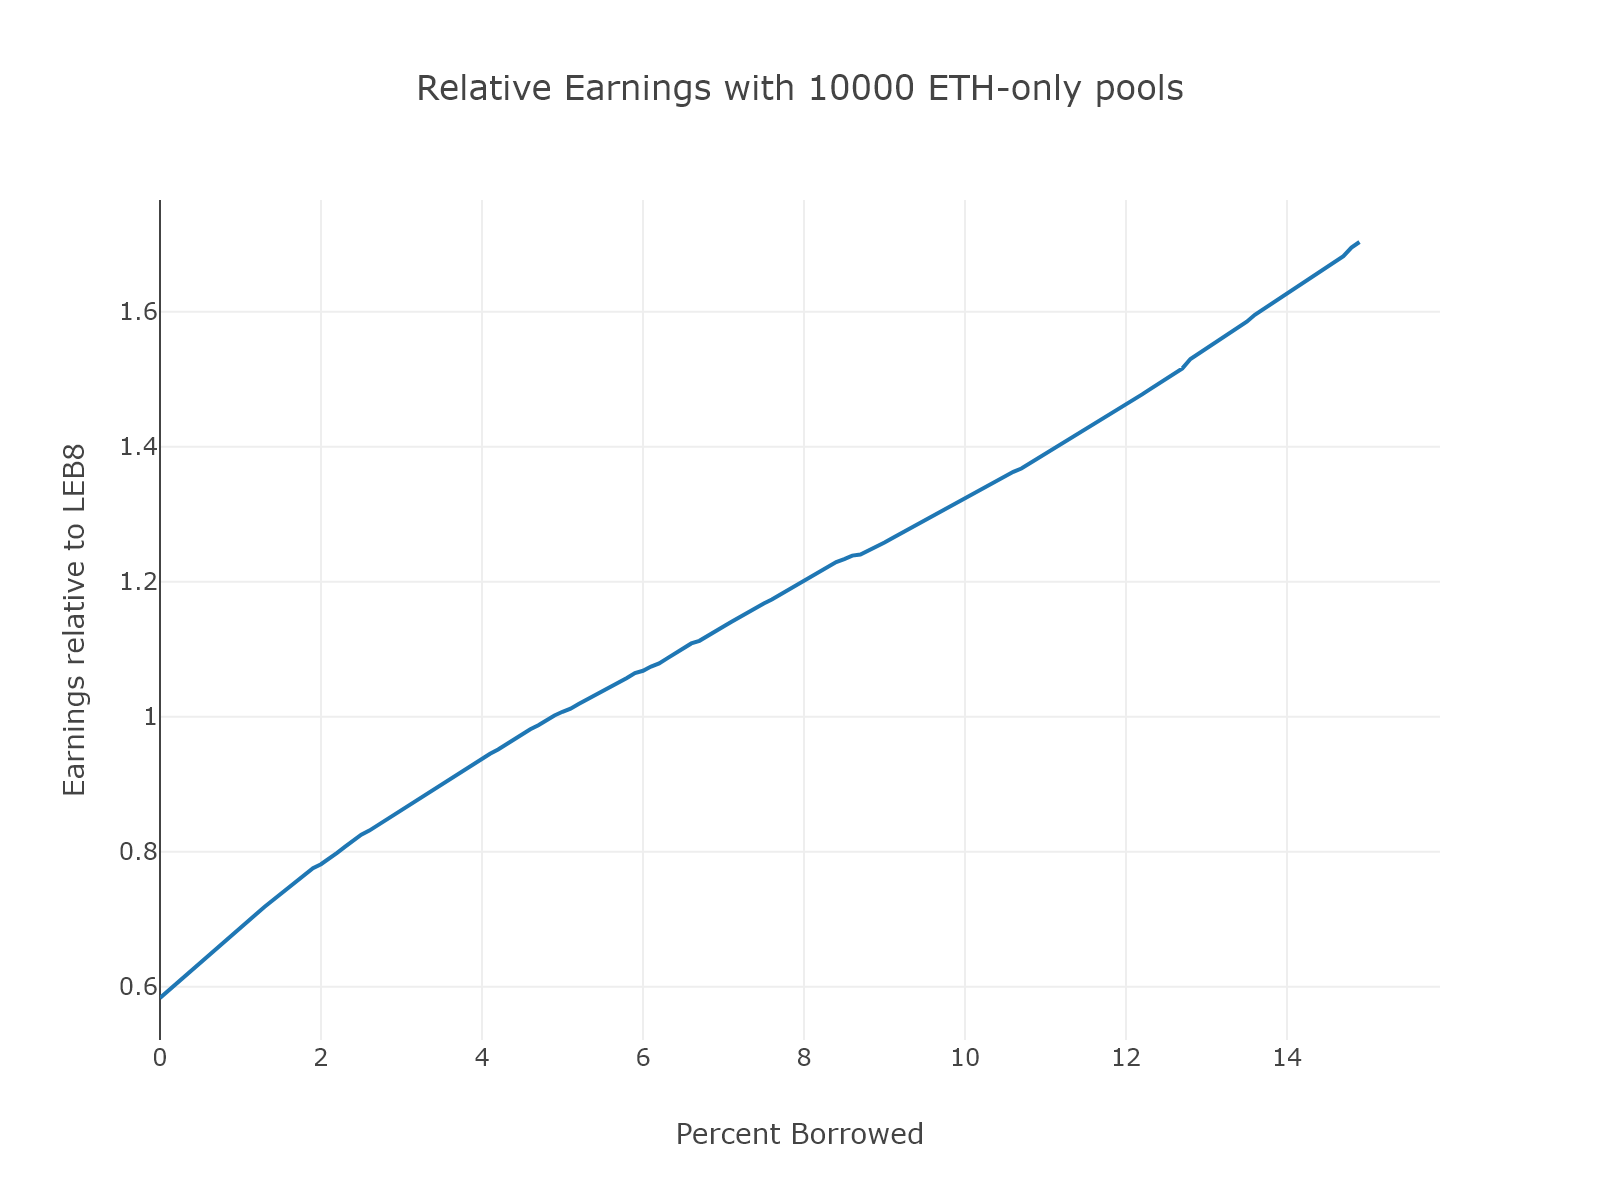 Relative Earnings with 10000 ETH-only pools
Earnings relative to LEB8
1.6
1.4
1.2
1
0.8
0.6
0 2 4 6 8 10 12 14
Percent Borrowed